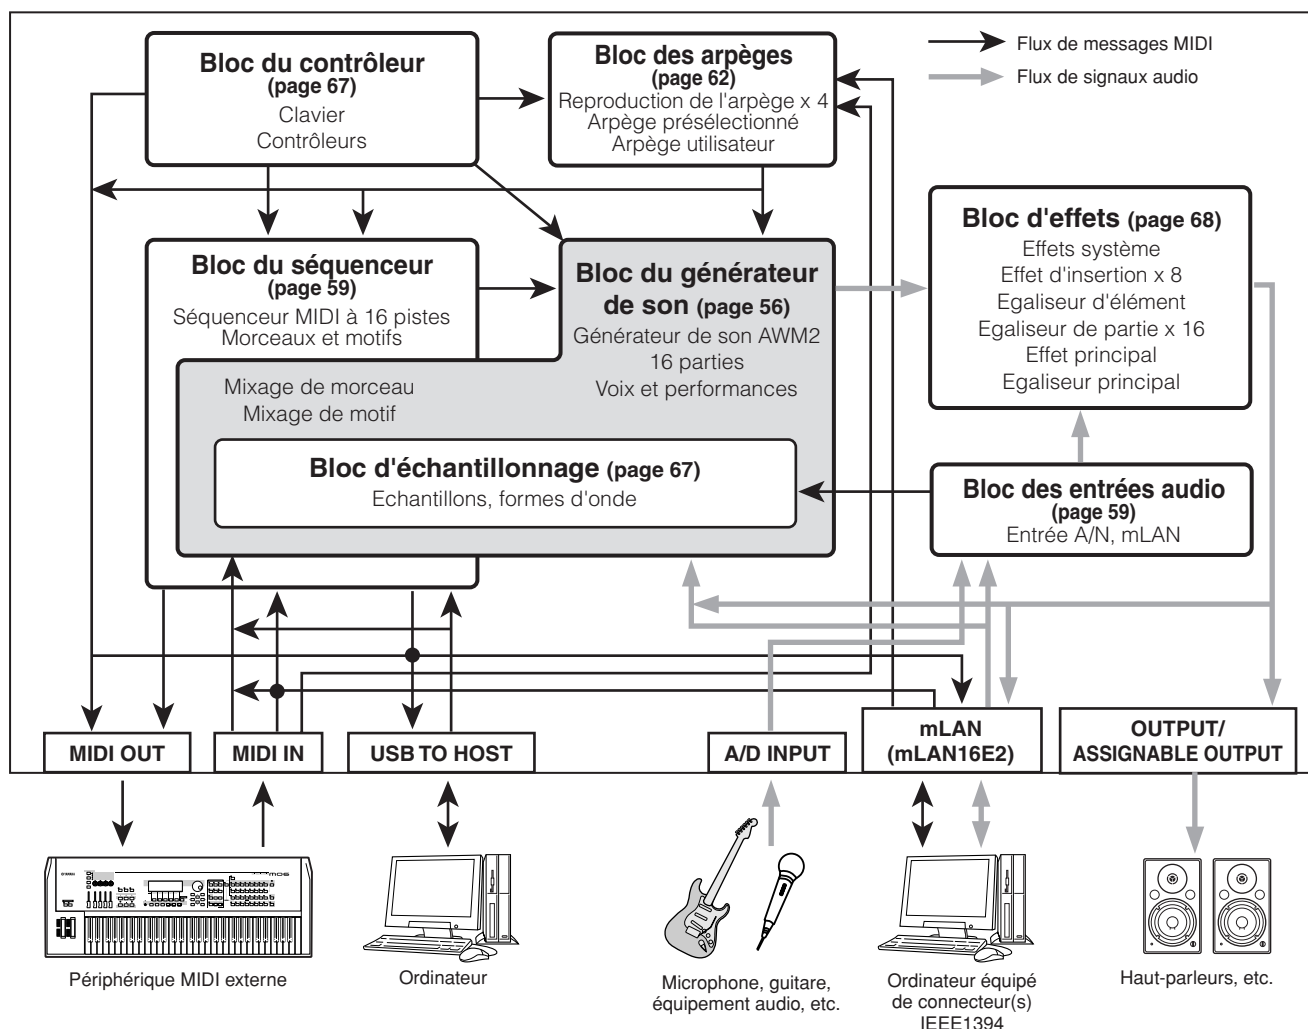 Bloc du contrôleur
(page 67)
Clavier
Contrôleurs
Bloc des arpèges
(page 62)
Reproduction de l'arpège x 4
Arpège présélectionné
Arpège utilisateur
Flux de messages MIDI
Flux de signaux audio
Bloc du séquenceur
(page 59)
Séquenceur MIDI à 16 pistes
Morceaux et motifs
Bloc du générateur
de son (page 56)
Générateur de son AWM2
16 parties
Voix et performances
Mixage de morceau
Mixage de motif
Bloc d'échantillonnage (page 67)
Echantillons, formes d'onde
Bloc d'effets (page 68)
Effets système
Effet d'insertion x 8
Egaliseur d'élément
Egaliseur de partie x 16
Effet principal
Egaliseur principal
Bloc des entrées audio
(page 59)
Entrée A/N, mLAN
MIDI OUT
MIDI IN
USB TO HOST
A/D INPUT
mLAN
(mLAN16E2)
OUTPUT/
ASSIGNABLE OUTPUT
Périphérique MIDI externe
Ordinateur
Microphone, guitare,
équipement audio, etc.
Ordinateur équipé
de connecteur(s)
IEEE1394
Haut-parleurs, etc.